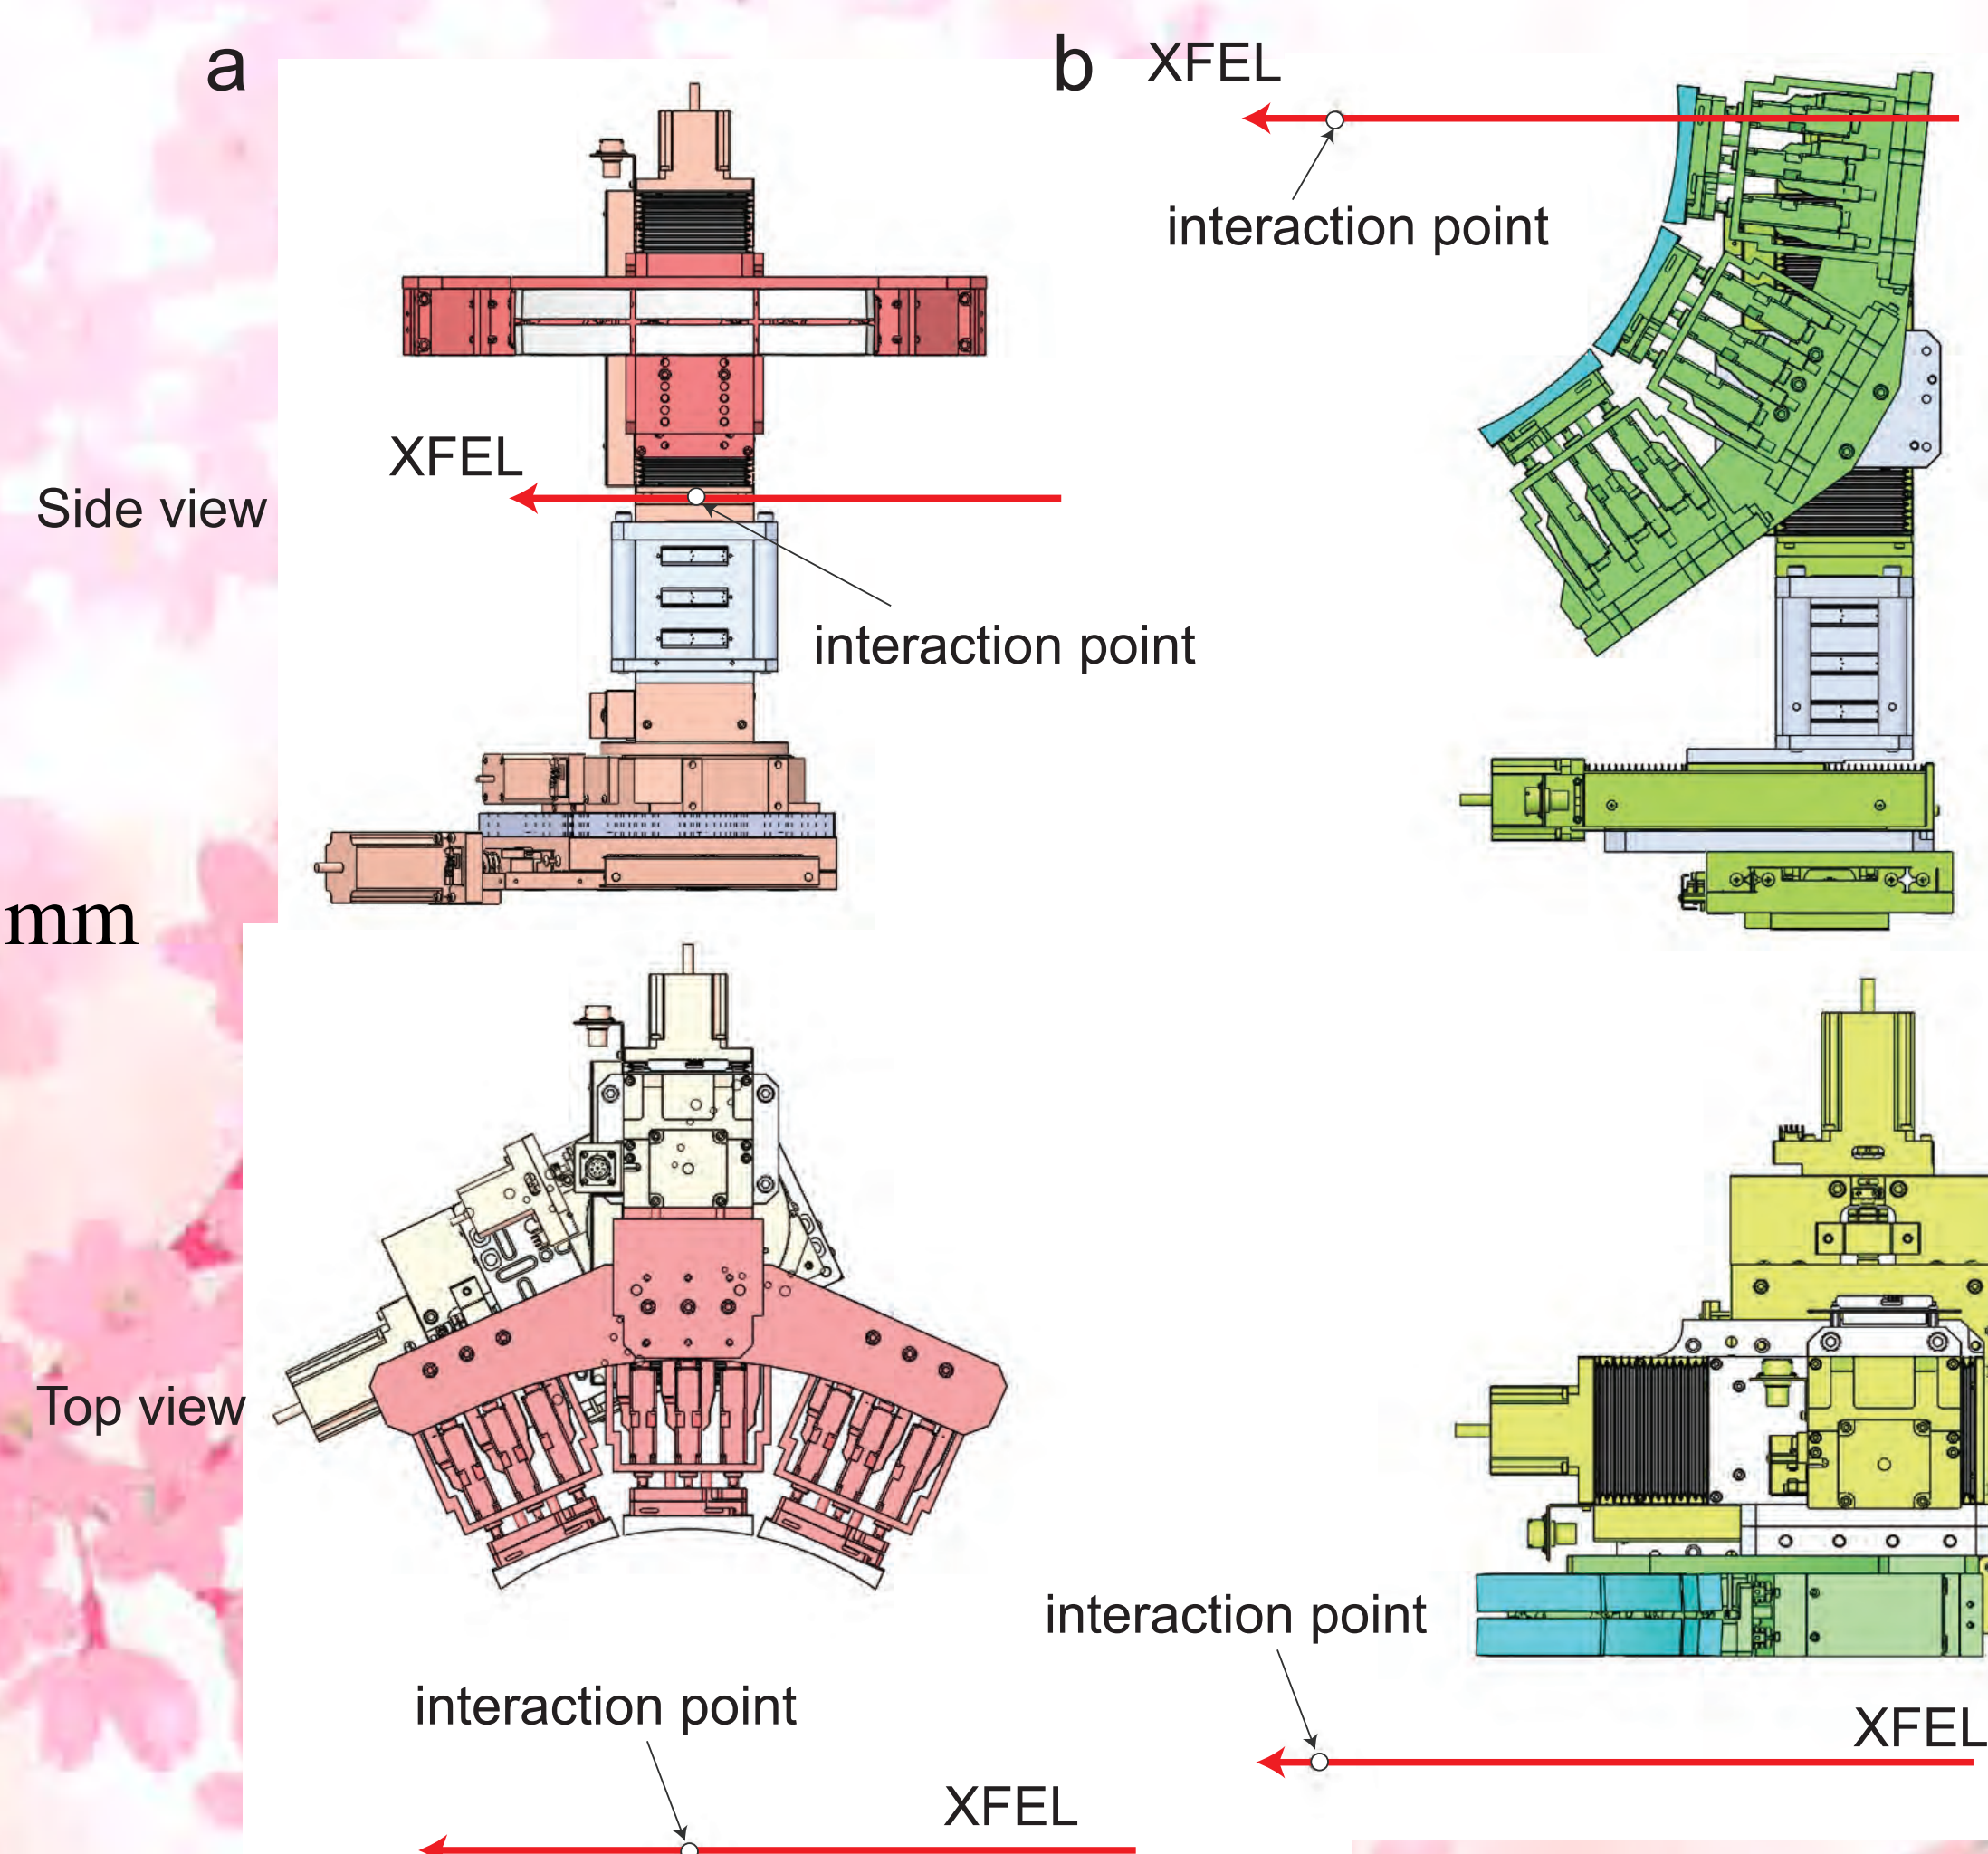 a
b
XFEL
interaction point
XFEL
Side view
interaction point
mm
Top view
interaction point
interaction point
XFEL
XFEL